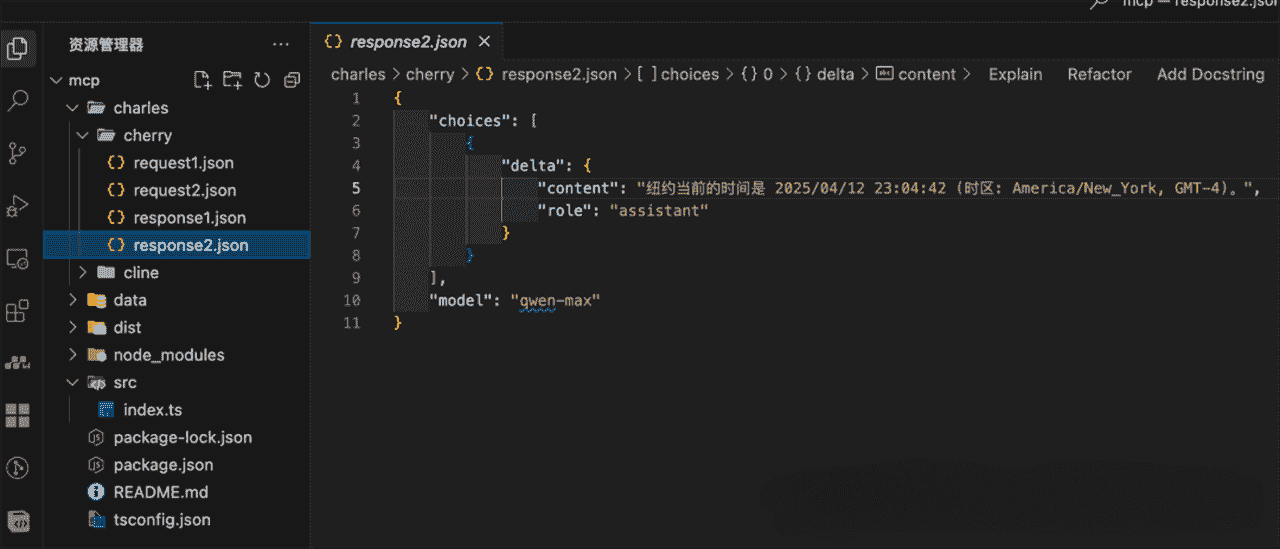 mcp — response2.json
资源管理器
mcp
charles
cherry
request1.json
request2.json
response1.json
response2.json
cline
data
dist
node_modules
src
index.ts
package-lock.json
package.json
README.md
tsconfig.json
{} response2.json ×
charles > cherry > {} response2.json > [ ] choices > {} 0 > {} delta > abc content > Explain Refactor Add Docstring
1 {
2 "choices": [
3 {
4 "delta": {
5 "content": "纽约当前的时间是 2025/04/12 23:04:42 (时区: America/New_York, GMT-4)。",
6 "role": "assistant"
7 }
8 }
9 ],
10 "model": "qwen-max"
11 }